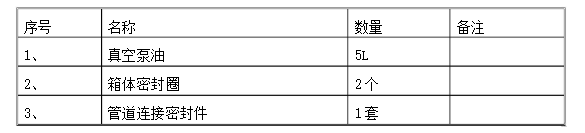 序号 名称 数量 备注
1、 真空泵油 5L
2、 箱体密封圈 2个
3、 管道连接密封件 1套